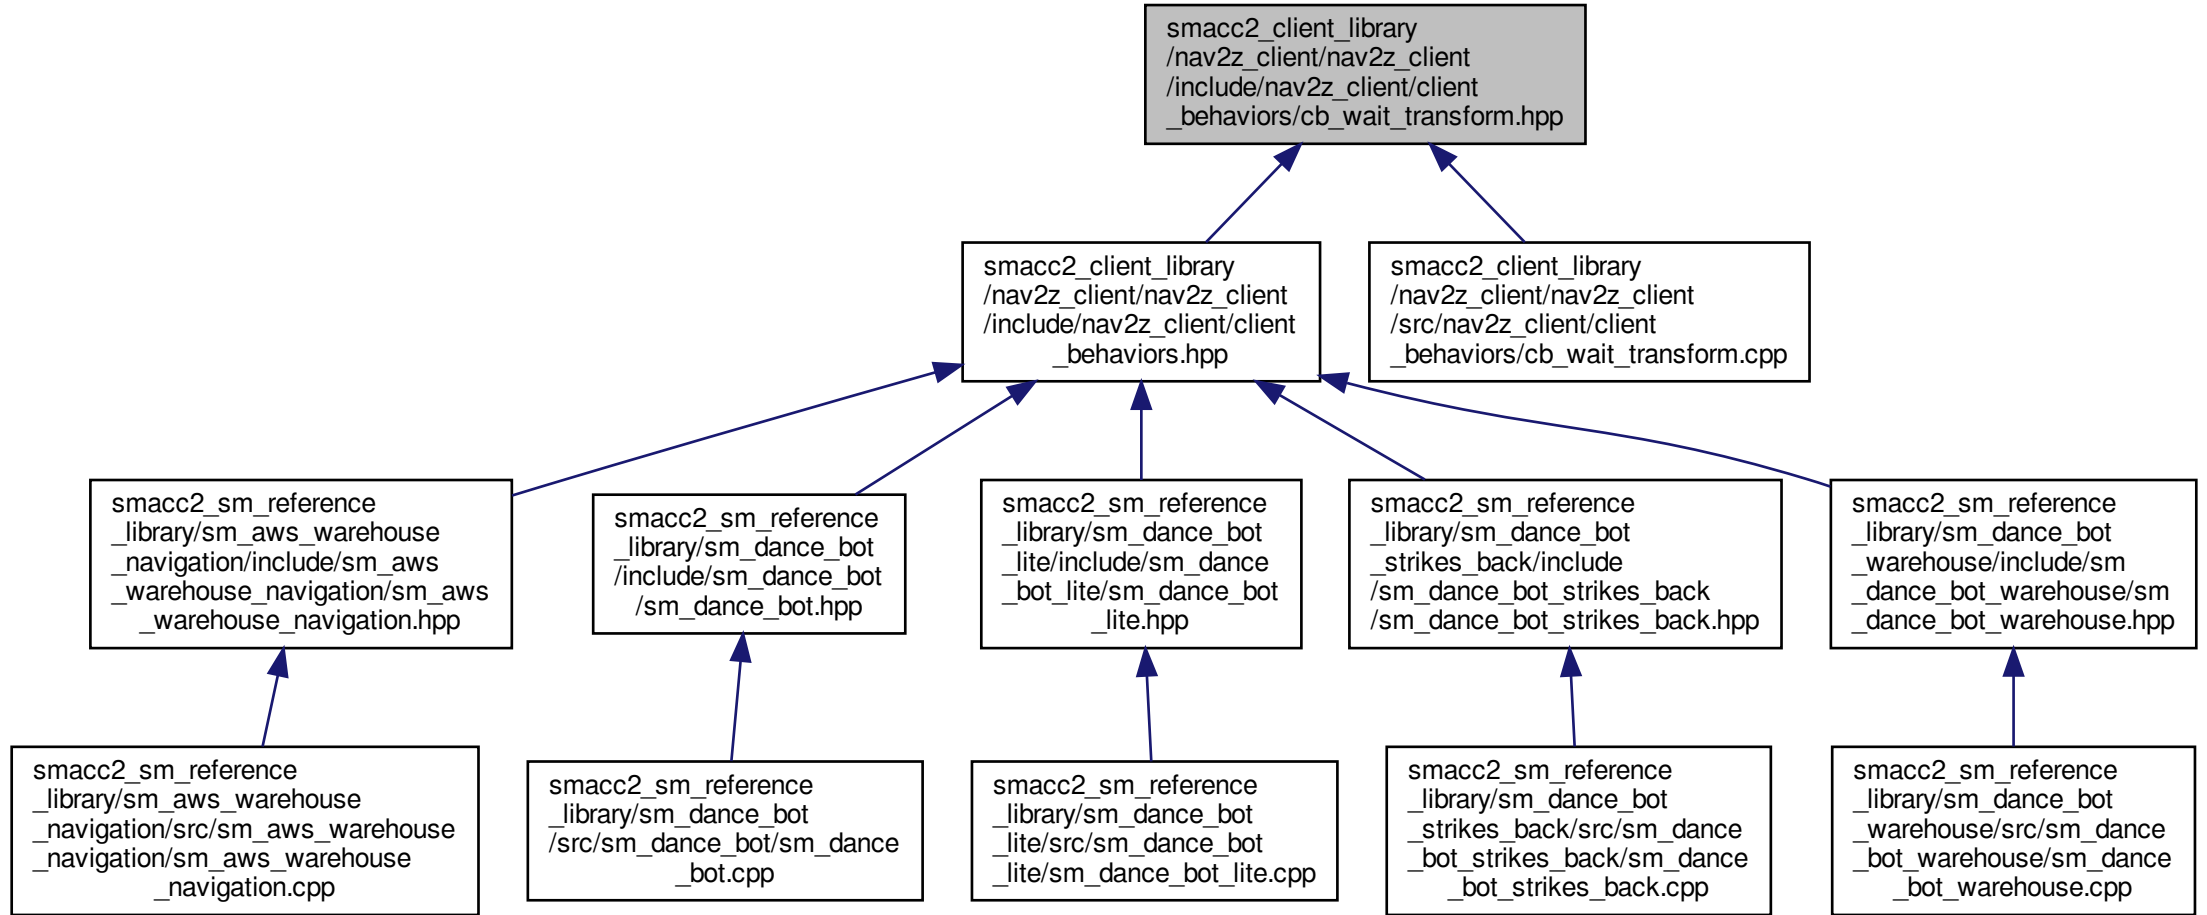 smacc2_client_library
/nav2z_client/nav2z_client
/include/nav2z_client/client
_behaviors/cb_wait_transform.hpp
smacc2_client_library
/nav2z_client/nav2z_client
/include/nav2z_client/client
_behaviors.hpp
smacc2_client_library
/nav2z_client/nav2z_client
/src/nav2z_client/client
_behaviors/cb_wait_transform.cpp
smacc2_sm_reference
_library/sm_aws_warehouse
_navigation/include/sm_aws
_warehouse_navigation/sm_aws
_warehouse_navigation.hpp
smacc2_sm_reference
_library/sm_dance_bot
/include/sm_dance_bot
/sm_dance_bot.hpp
smacc2_sm_reference
_library/sm_dance_bot
_lite/include/sm_dance
_bot_lite/sm_dance_bot
_lite.hpp
smacc2_sm_reference
_library/sm_dance_bot
_strikes_back/include
/sm_dance_bot_strikes_back
/sm_dance_bot_strikes_back.hpp
smacc2_sm_reference
_library/sm_dance_bot
_warehouse/include/sm
_dance_bot_warehouse/sm
_dance_bot_warehouse.hpp
smacc2_sm_reference
_library/sm_aws_warehouse
_navigation/src/sm_aws_warehouse
_navigation/sm_aws_warehouse
_navigation.cpp
smacc2_sm_reference
_library/sm_dance_bot
/src/sm_dance_bot/sm_dance
_bot.cpp
smacc2_sm_reference
_library/sm_dance_bot
_lite/src/sm_dance_bot
_lite/sm_dance_bot_lite.cpp
smacc2_sm_reference
_library/sm_dance_bot
_strikes_back/src/sm_dance
_bot_strikes_back/sm_dance
_bot_strikes_back.cpp
smacc2_sm_reference
_library/sm_dance_bot
_warehouse/src/sm_dance
_bot_warehouse/sm_dance
_bot_warehouse.cpp